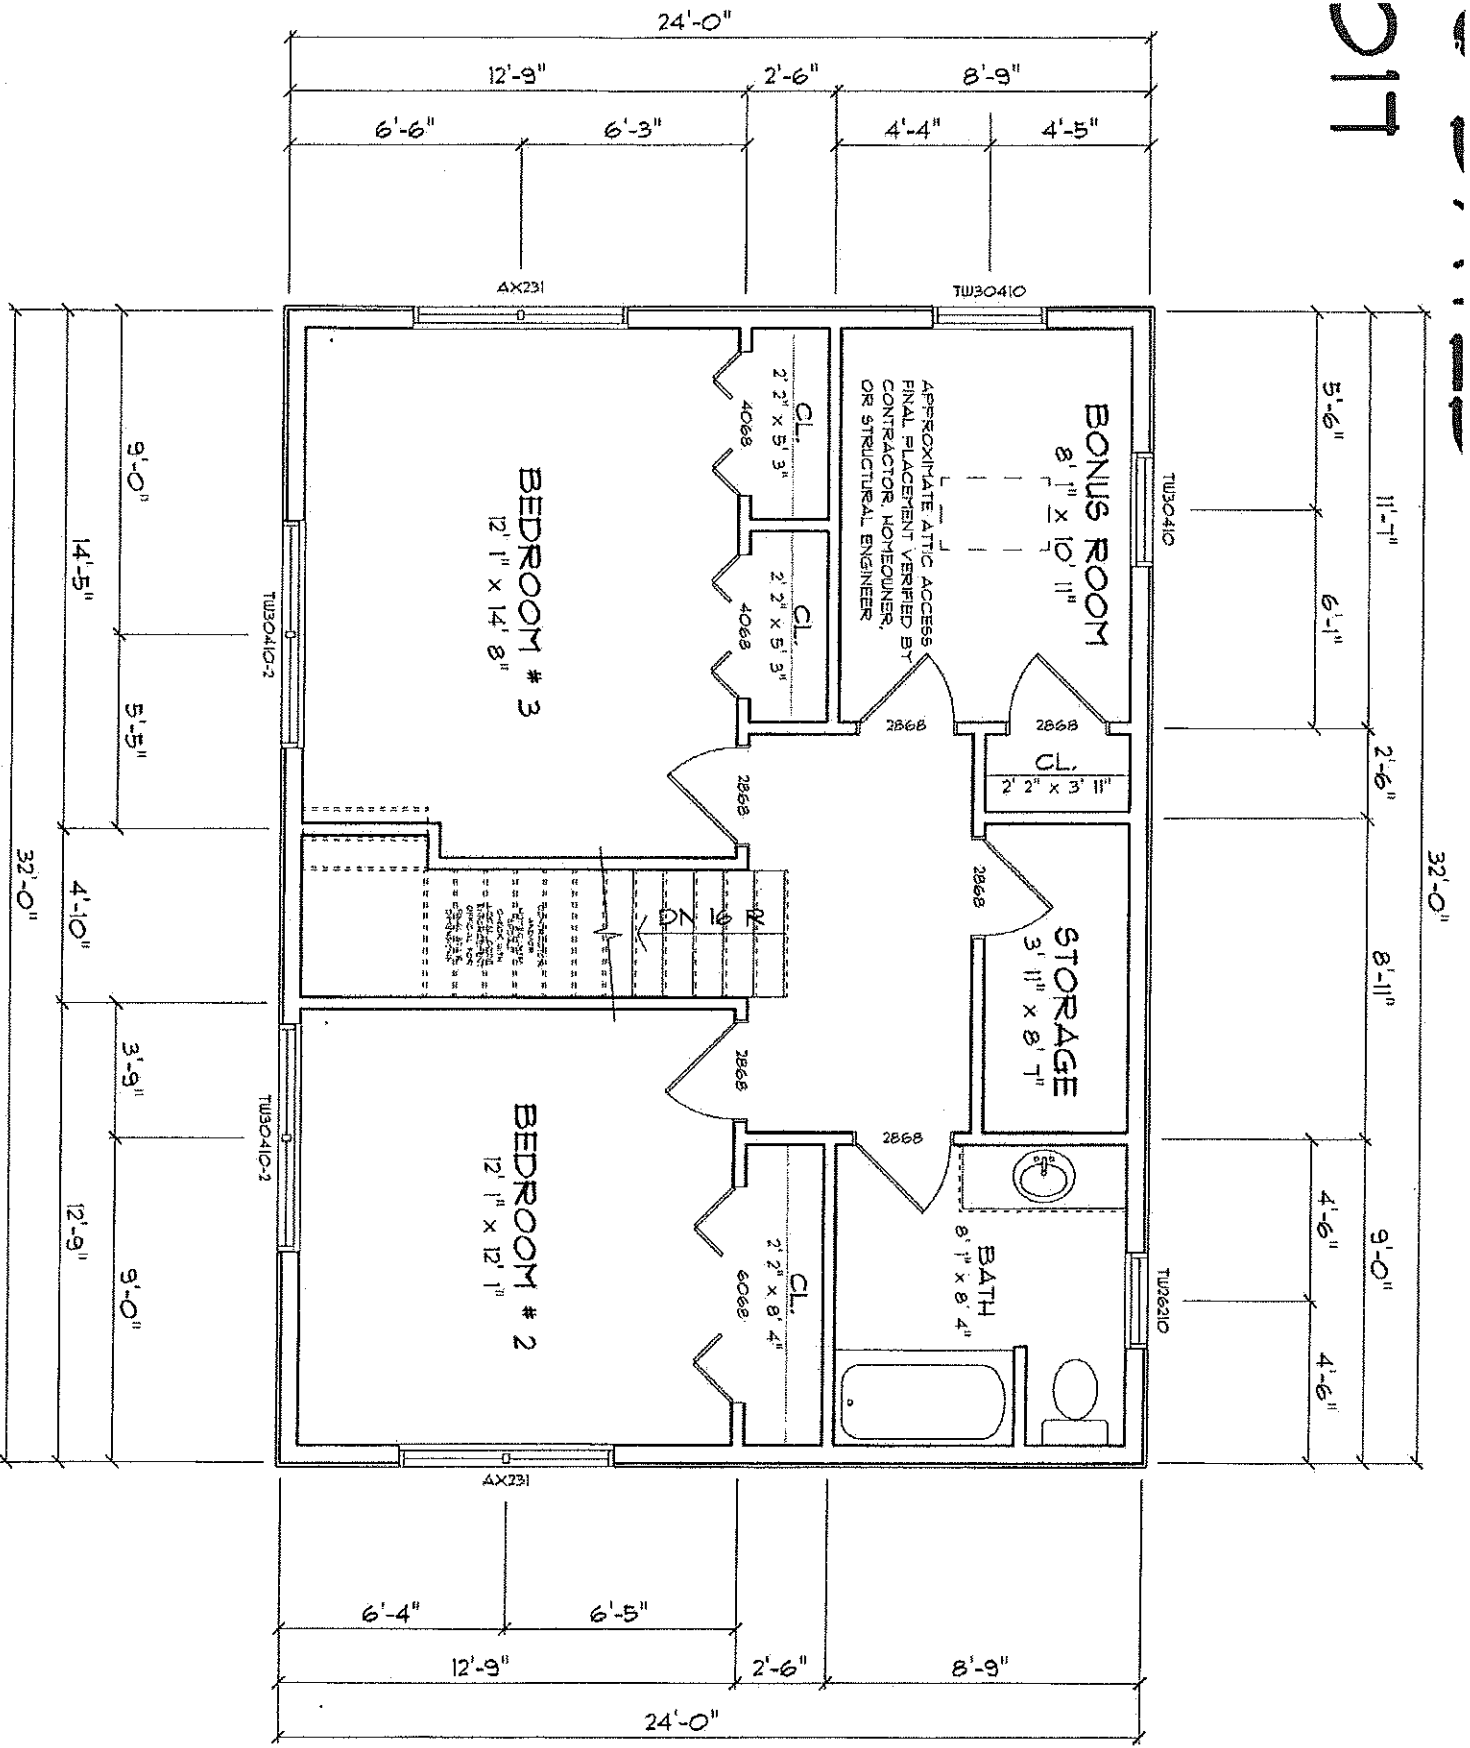 24'-0"
12'-9"
2'-6"
8'-9"
6'-6"
6'-3"
4'-4"
4'-5"
AX231
TW30410
BONUS ROOM
8' 1" x 10' 11"
APPROXIMATE ATTIC ACCESS
FINAL PLACEMENT VERIFIED BY
CONTRACTOR, HOMEOWNER,
OR STRUCTURAL ENGINEER
TW30410
5'-6"
6'-1"
11'-7"
2'-6"
8'-11"
9'-0"
32'-0"
4'-6"
4'-6"
CL.
2' 2" x 5' 3"
4068
CL.
2' 2" x 5' 3"
4068
BEDROOM # 3
12' 1" x 14' 8"
2868
2868
2868
CL.
2' 2" x 3' 11"
2868
STORAGE
3' 11" x 8' 7"
DN 16 R
2868
2868
BATH
8' 1" x 8' 4"
TW26210
CL.
2' 2" x 8' 4"
6068
BEDROOM # 2
12' 1" x 12' 1"
TW30410-2
TW30410-2
9'-0"
5'-5"
14'-5"
4'-10"
3'-9"
9'-0"
12'-9"
32'-0"
AX231
6'-4"
6'-5"
12'-9"
2'-6"
8'-9"
24'-0"